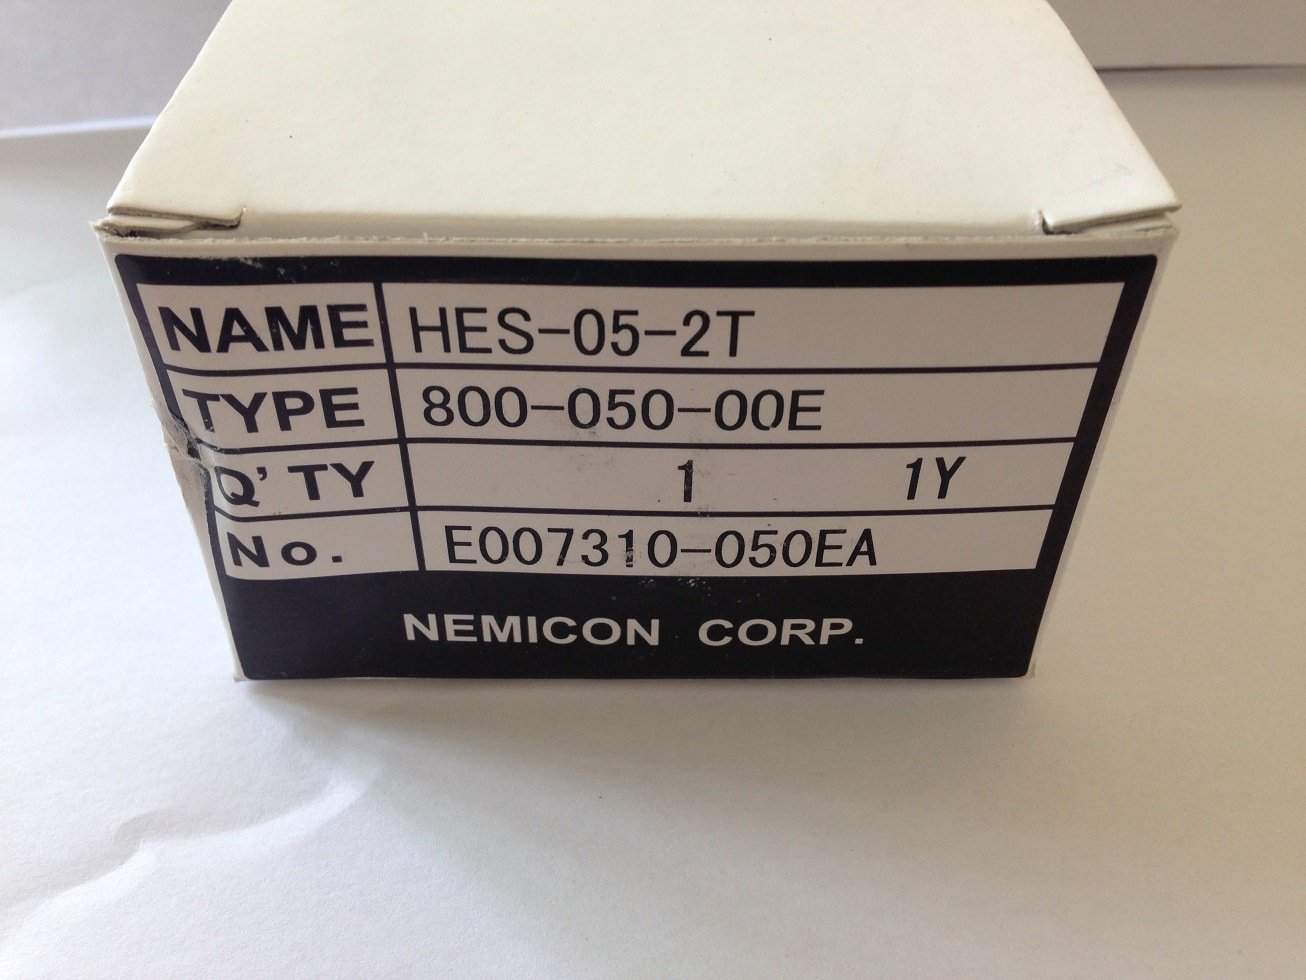 NAME HES-05-2T
TYPE 800-050-00E
Q'TY 1 1Y
No. E007310-050EA
NEMICON CORP.